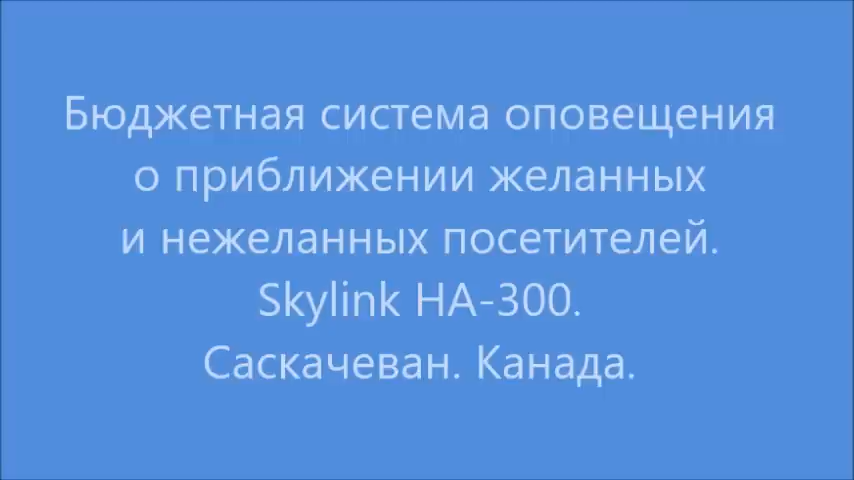 Бюджетная система оповещения
о приближении желанных
и нежеланных посетителей.
Skylink HA-300.
Саскачеван. Канада.